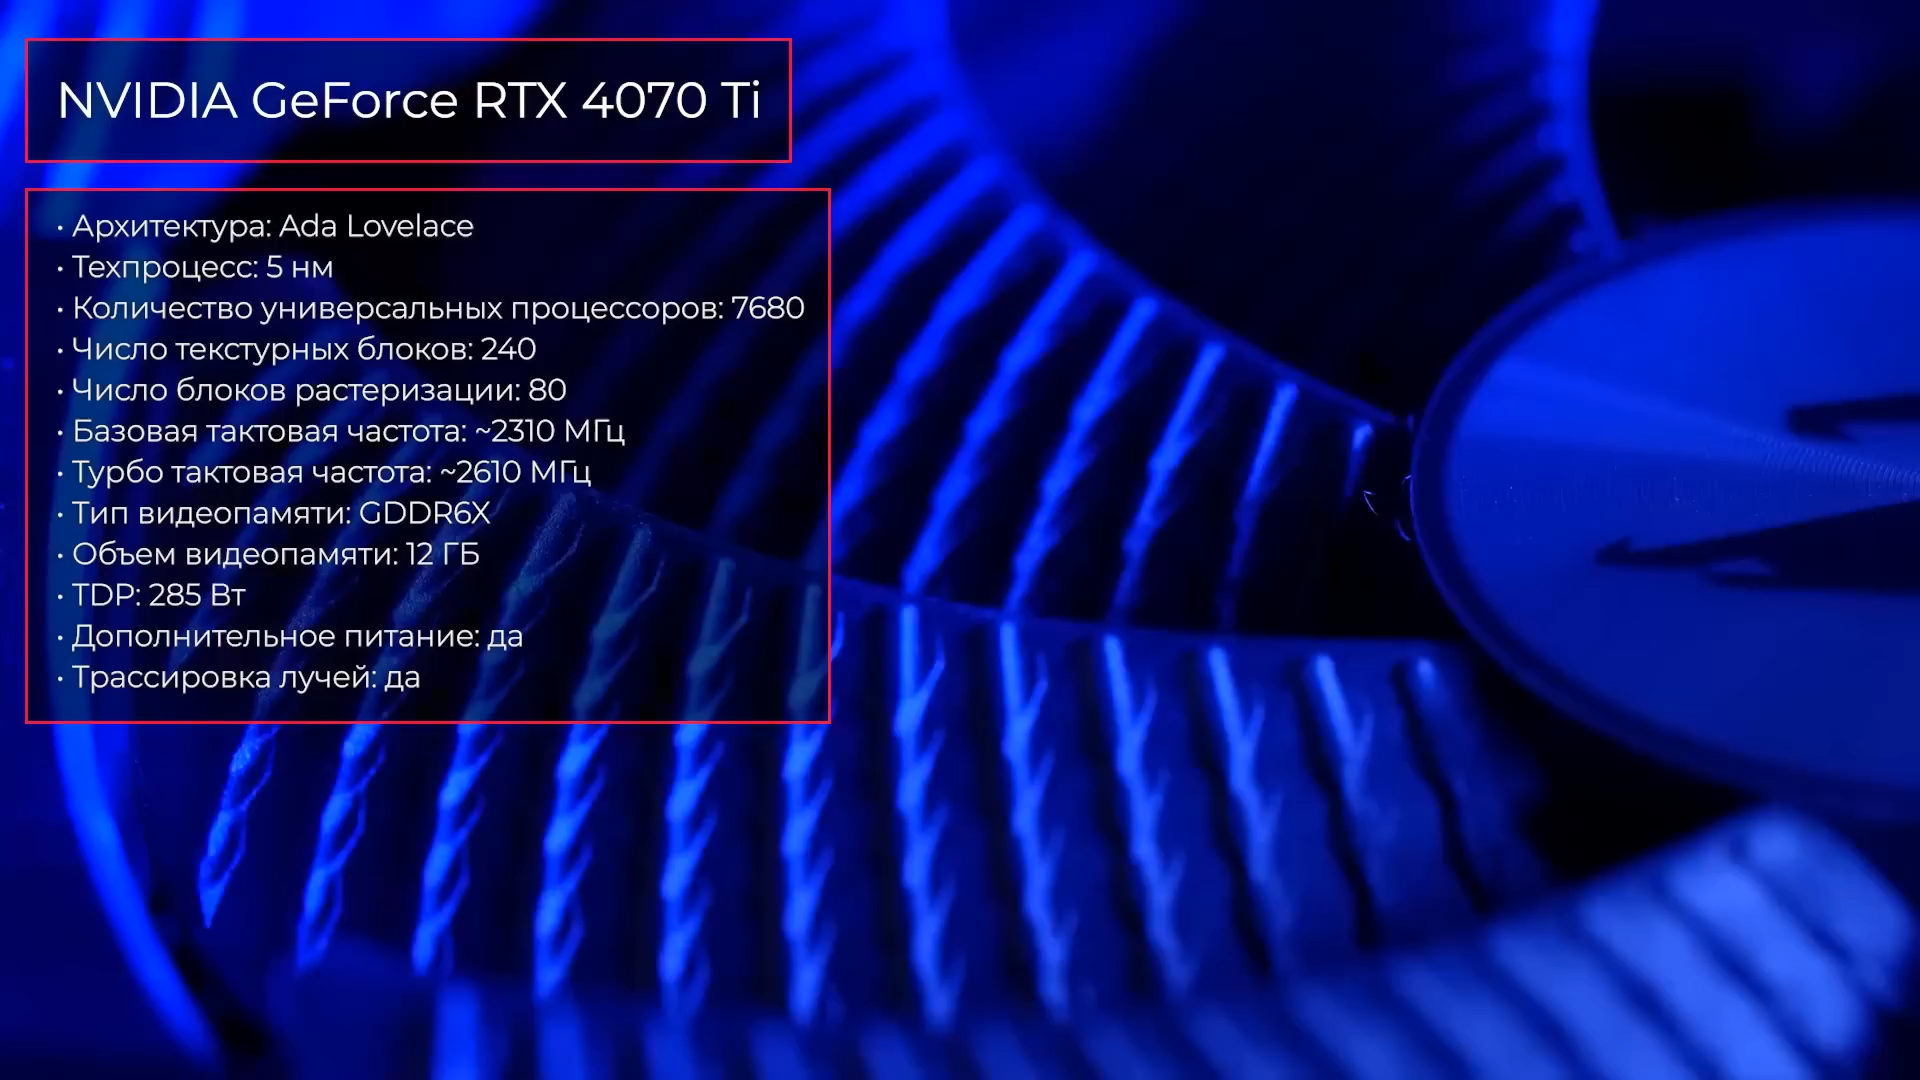 NVIDIA GeForce RTX 4070 Ti
• Архитектура: Ada Lovelace
• Техпроцесс: 5 нм
• Количество универсальных процессоров: 7680
• Число текстурных блоков: 240
• Число блоков растеризации: 80
• Базовая тактовая частота: ~2310 МГц
• Турбо тактовая частота: ~2610 МГц
• Тип видеопамяти: GDDR6X
• Объем видеопамяти: 12 ГБ
• TDP: 285 Вт
• Дополнительное питание: да
• Трассировка лучей: да